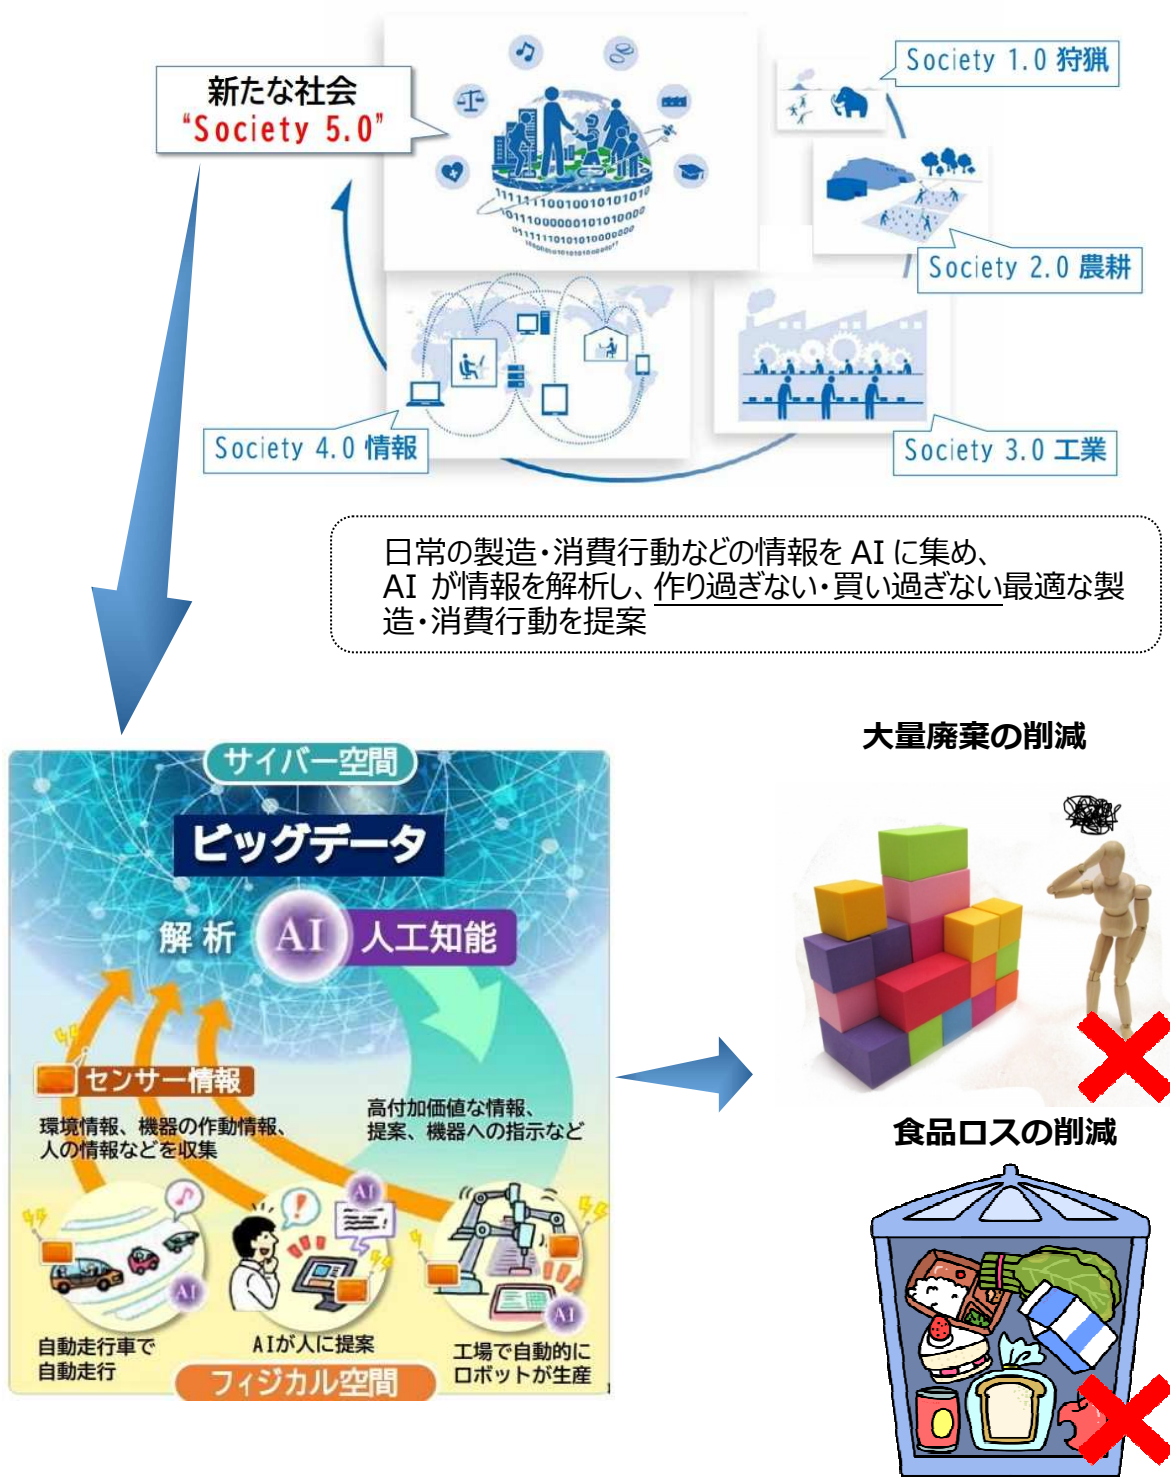 新たな社会
“Society 5.0”
Society 1.0 狩猟
Society 2.0 農耕
Society 3.0 工業
Society 4.0 情報
日常の製造・消費行動などの情報を AI に集め、
AI が情報を解析し、作り過ぎない・買い過ぎない最適な製
造・消費行動を提案
サイバー空間
ビッグデータ
解析 AI 人工知能
センサー情報
環境情報、機器の作動情報、
人の情報などを収集
高付加価値な情報、
提案、機器への指示など
AI
AI
AI
自動走行車で
自動走行
AIが人に提案
工場で自動的に
ロボットが生産
フィジカル空間
大量廃棄の削減
食品ロスの削減